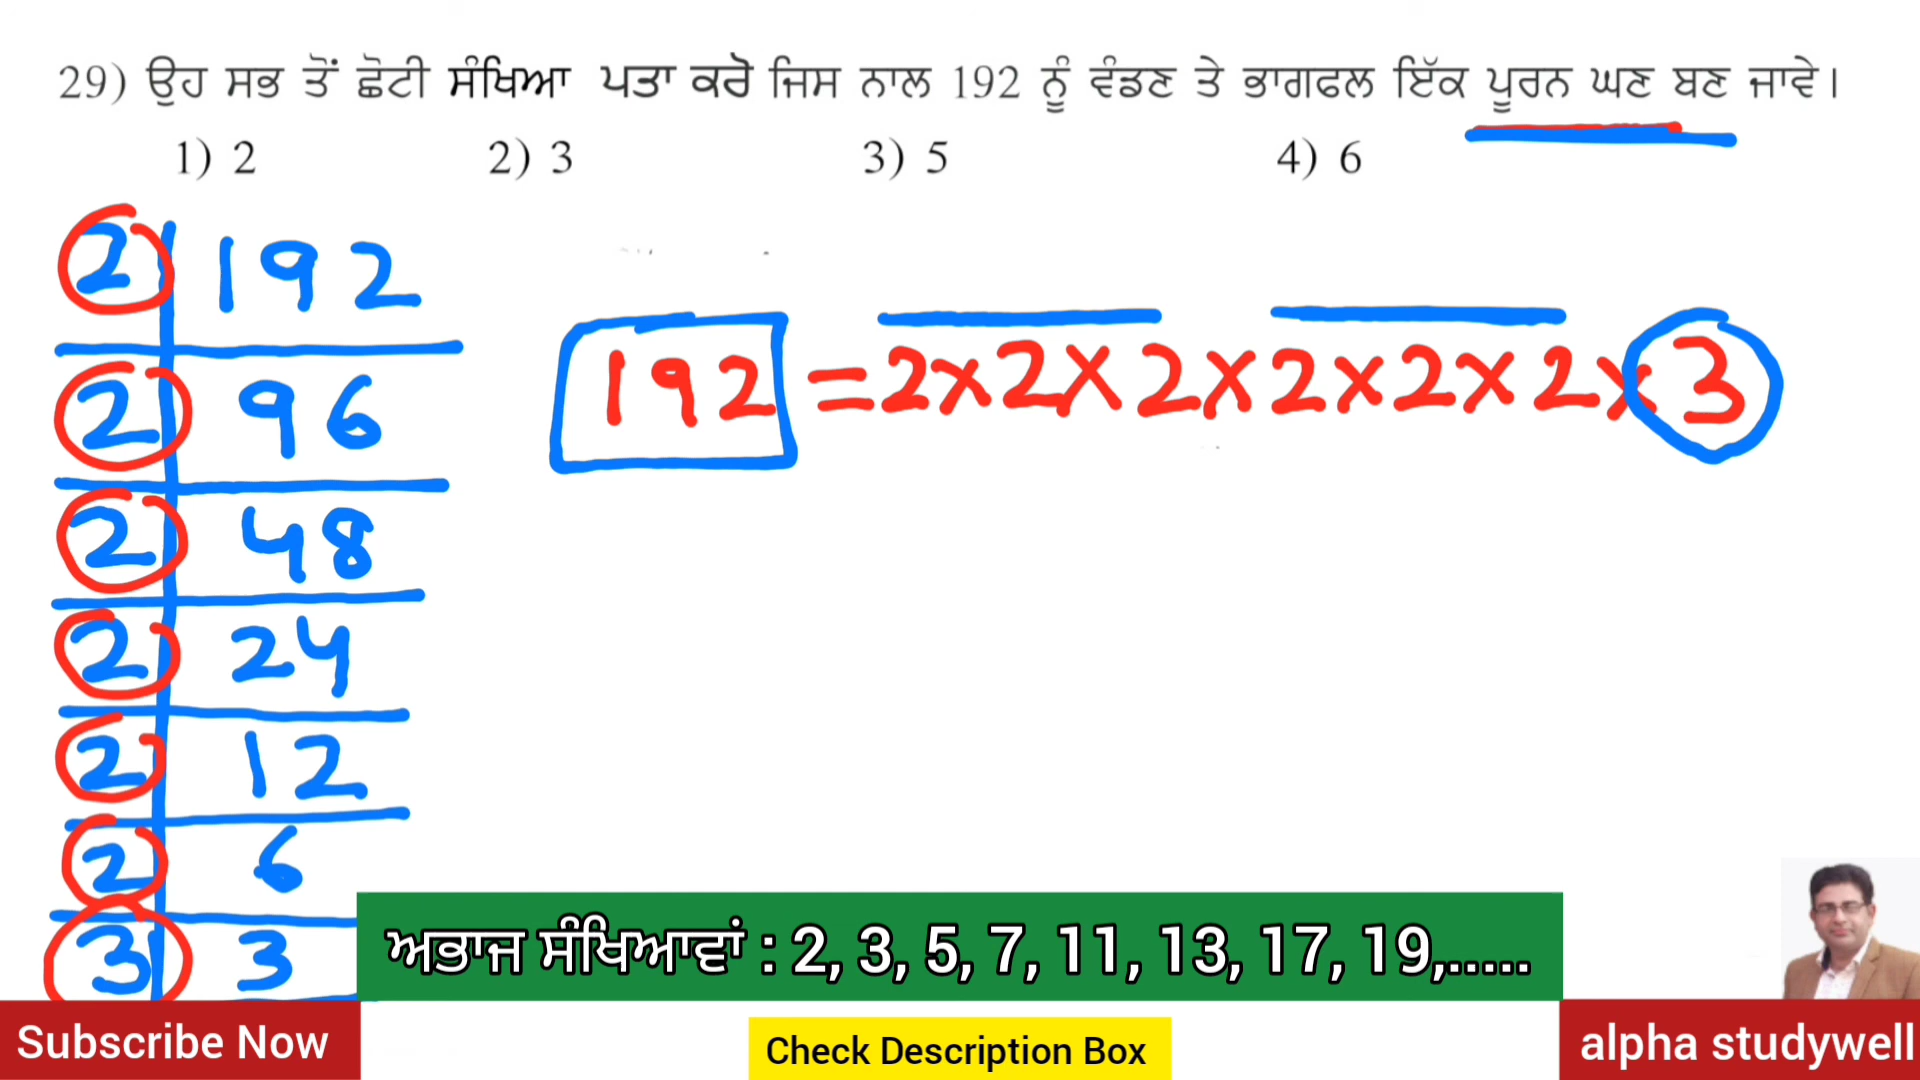 29) ਉਹ ਸਭ ਤੋਂ ਛੋਟੀ ਸੰਖਿਆ ਪਤਾ ਕਰੋ ਜਿਸ ਨਾਲ 192 ਨੂੰ ਵੰਡਣ ਤੇ ਭਾਗਫਲ ਇੱਕ ਪੂਰਨ ਘਣ ਬਣ ਜਾਵੇ।
1) 2 2) 3 3) 5 4) 6
2 192
192 = 2×2×2×2×2×2×3
2 96
2 48
2 24
2 12
2 6
3 3
ਅਭਾਜ ਸੰਖਿਆਵਾਂ : 2, 3, 5, 7, 11, 13, 17, 19,.....
Subscribe Now
Check Description Box
alpha studywell